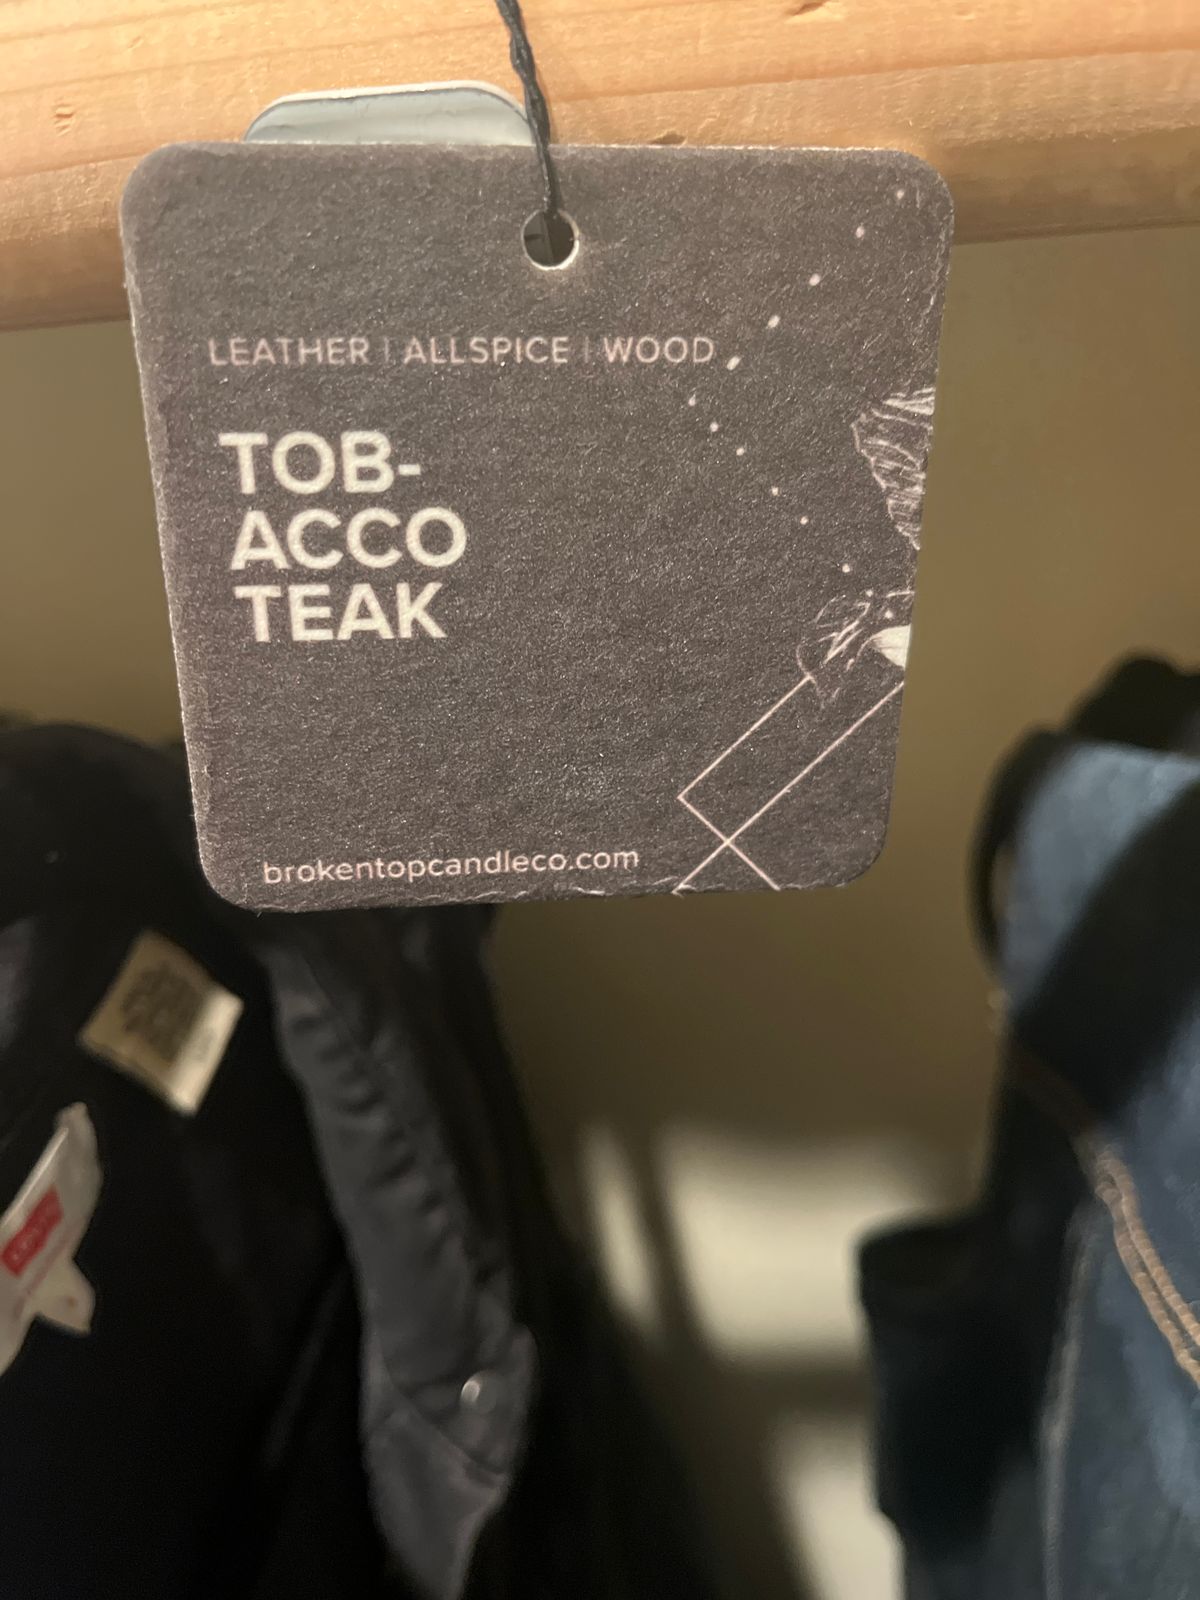 LEATHER | ALLSPICE | WOOD
TOB-
ACCO
TEAK
brokentopcandleco.com